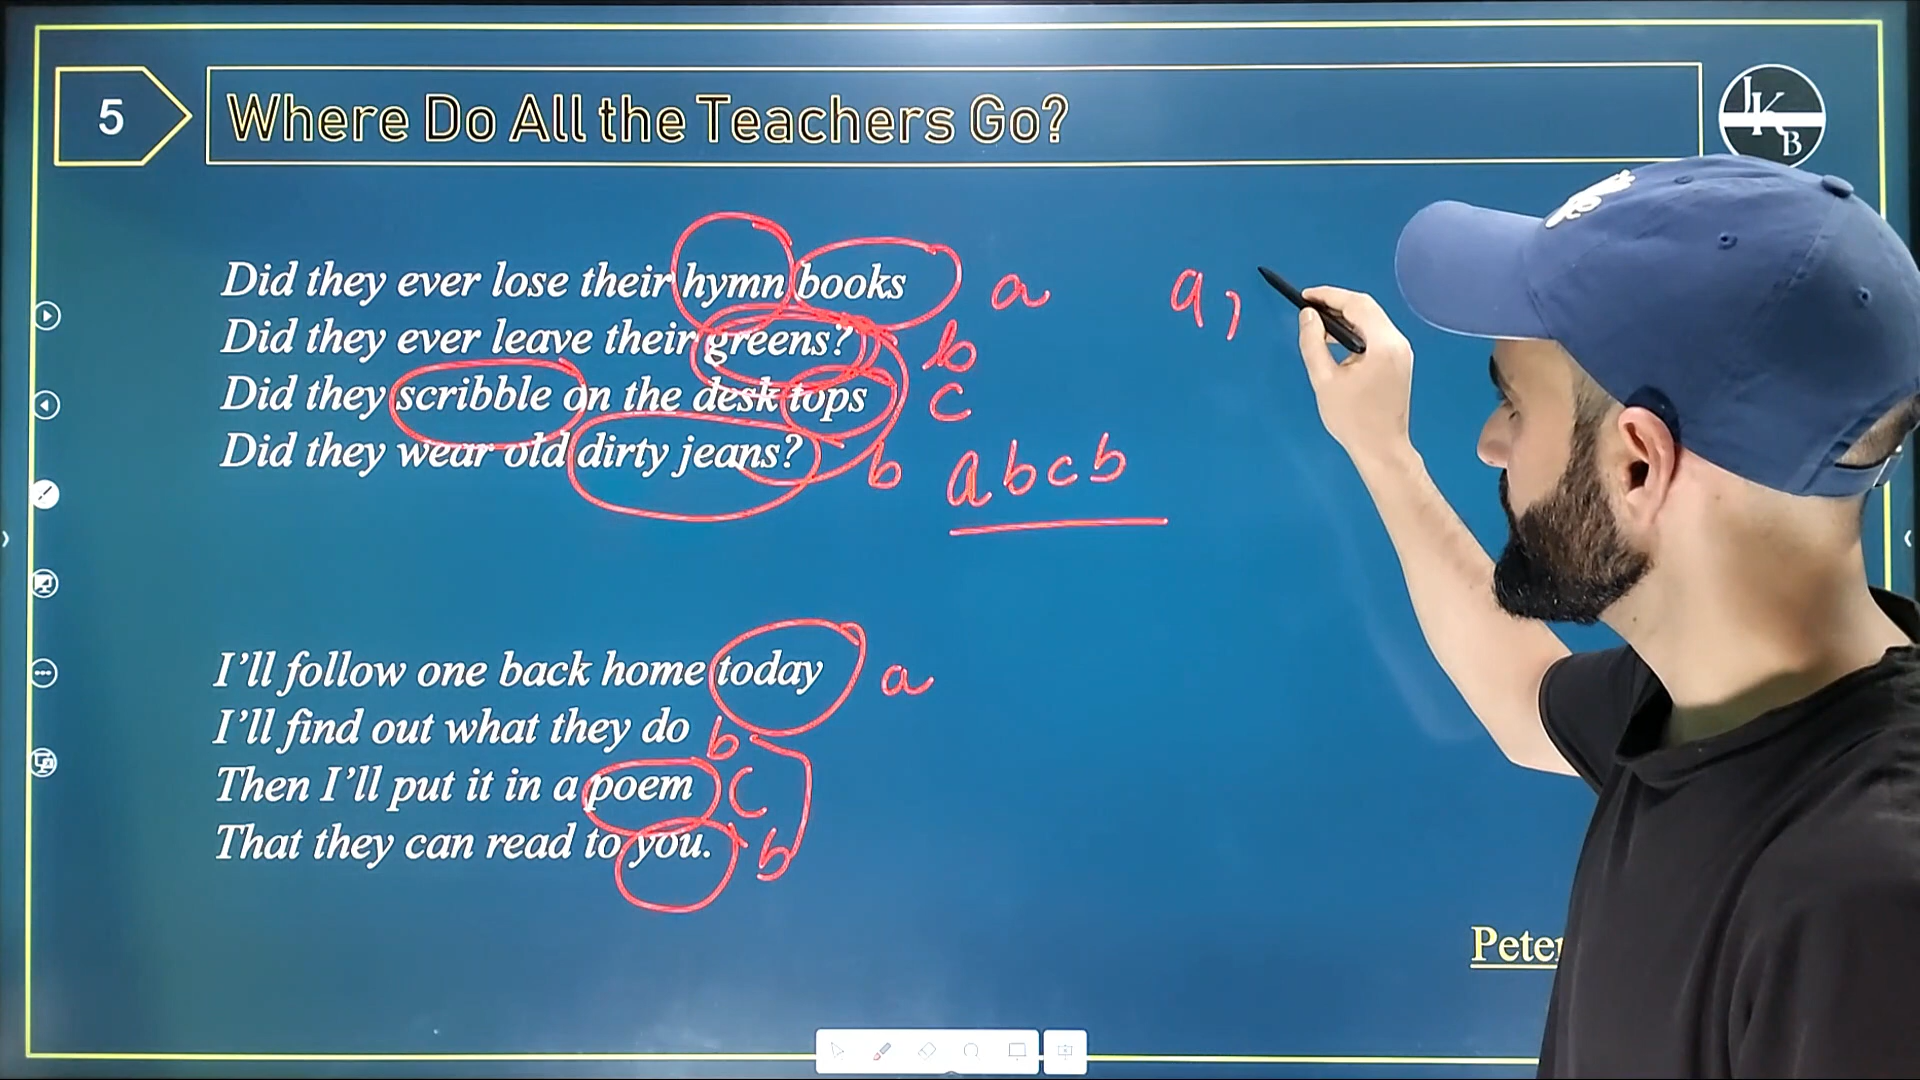 5
Where Do All the Teachers Go?
JK
B
Did they ever lose their hymn books a a,
Did they ever leave their greens? b
Did they scribble on the desk tops c
Did they wear old dirty jeans? b abcb
I'll follow one back home today a
I'll find out what they do b
Then I'll put it in a poem c
That they can read to you. b
Peter